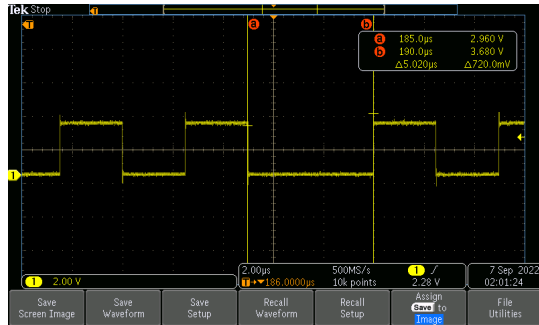 Tek Stop
T
T
a
b
a 185.0µs 2.960 V
b 190.0µs 3.680 V
△5.020µs △720.0mV
1
1 2.00 V
2.00µs
T→▼186.0000µs
500MS/s
10k points
1 /
2.28 V
7 Sep 2022
02:01:24
Save
Screen Image
Save
Waveform
Save
Setup
Recall
Waveform
Recall
Setup
Assign
Save to
Image
File
Utilities